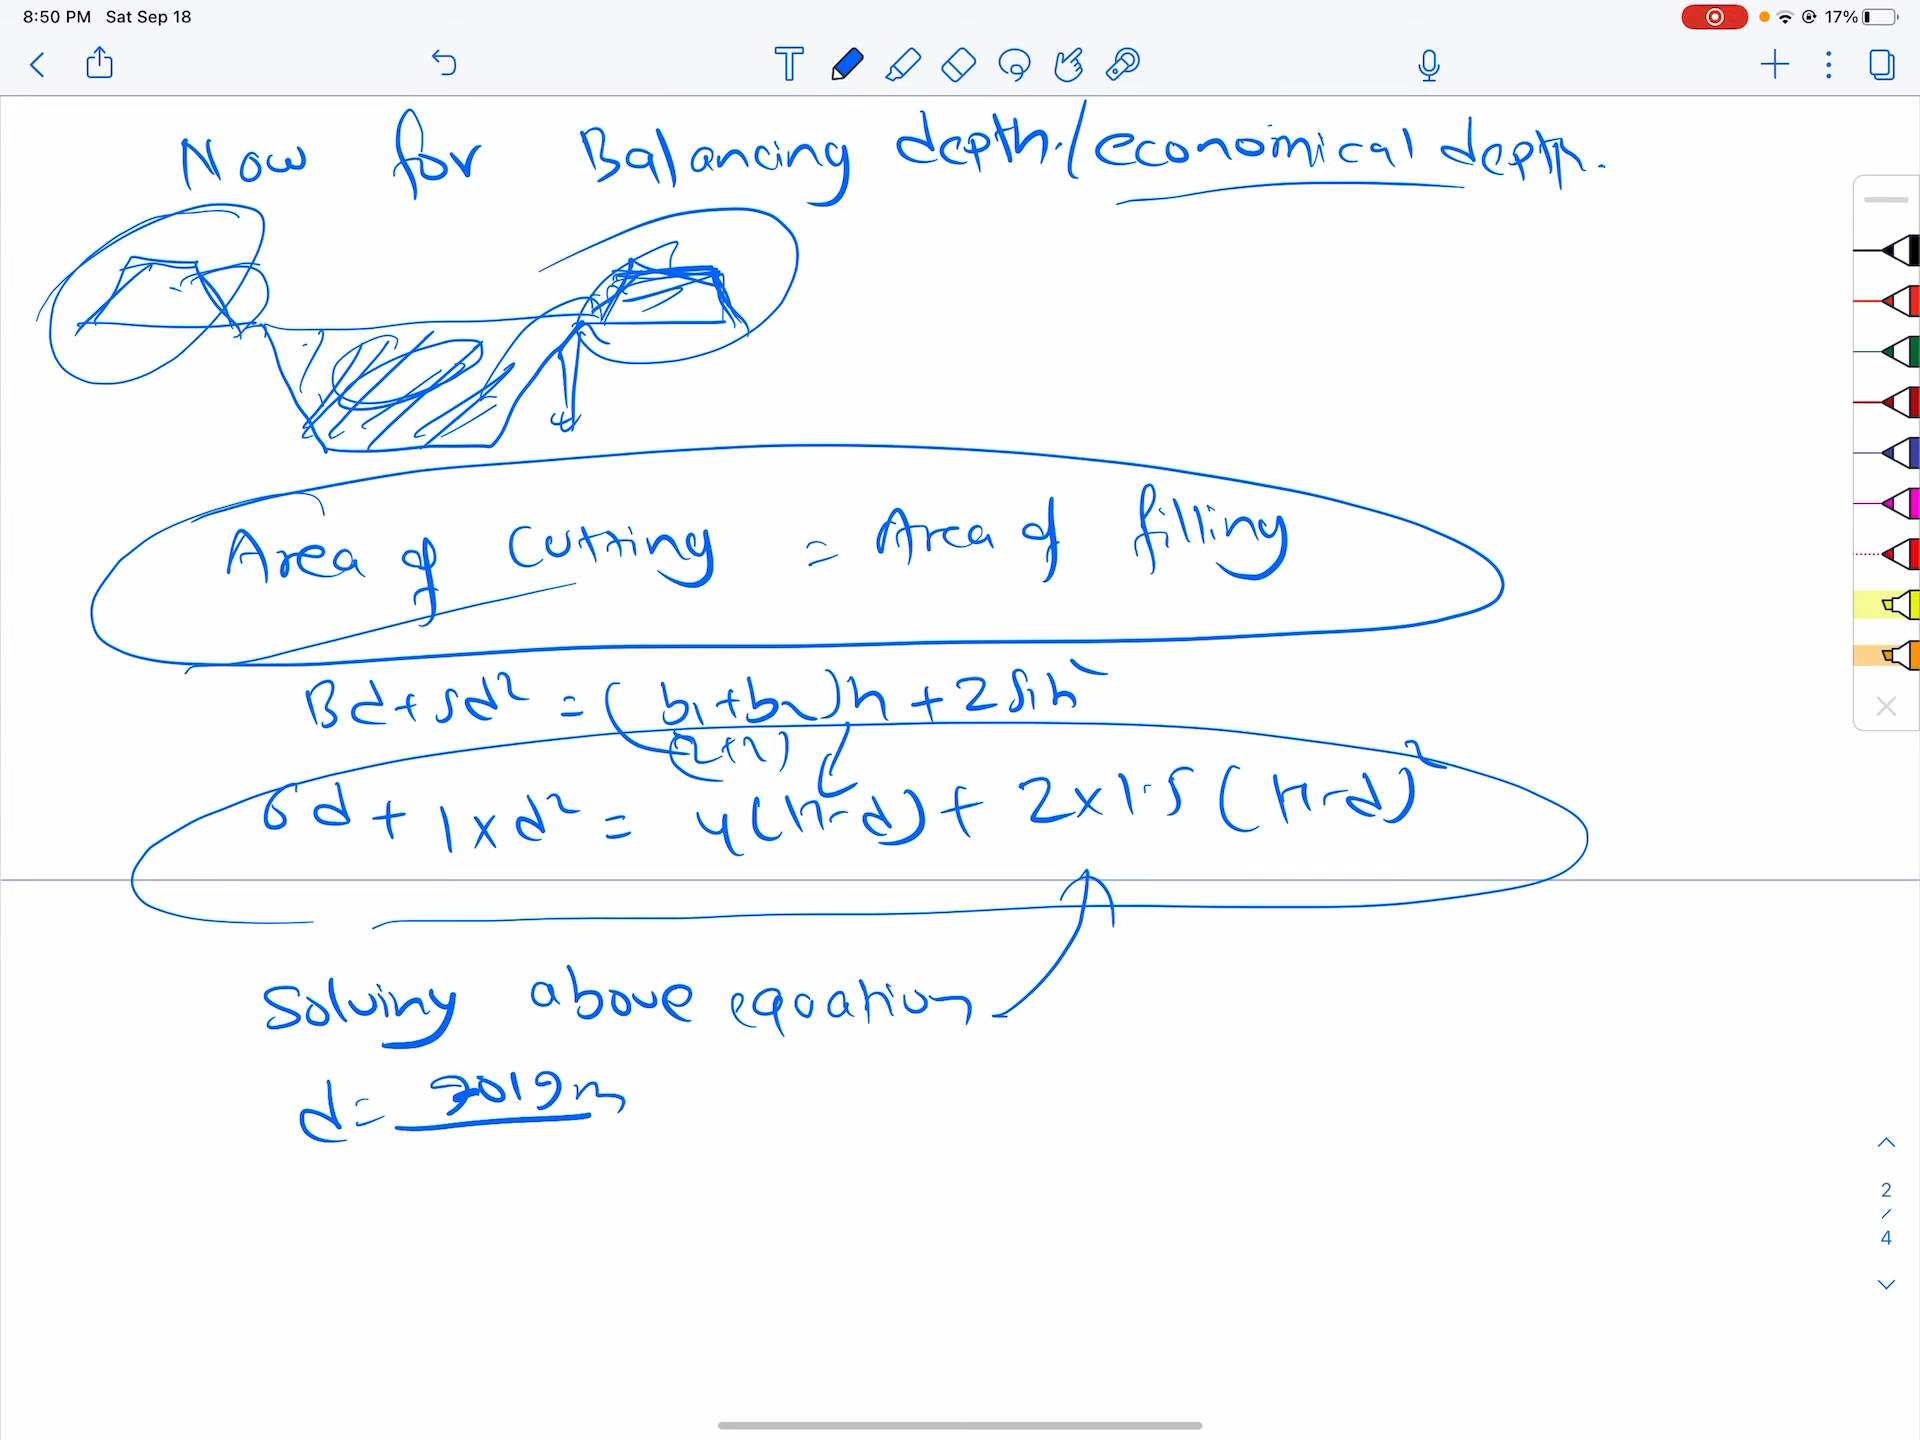 8:50 PM Sat Sep 18
17%
T
Now for Balancing depth./economical depth.
Area of Cutting = Area of filling
Bd+Sd² = (b₁+b₂)h + 2S₁h²
(2+2)
6d + 1×d² = 4(H-d) + 2×1.5 (H-d)²
Solving above equation
d = 3019m
2
/
4